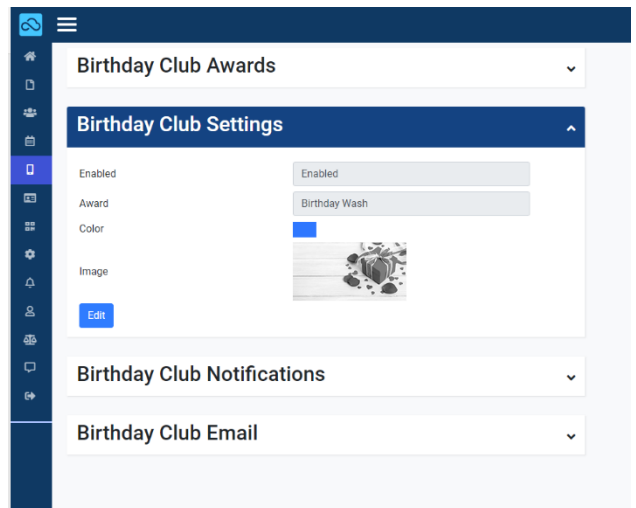 Birthday Club Awards
Birthday Club Settings
Enabled Enabled
Award Birthday Wash
Color
Image
Edit
Birthday Club Notifications
Birthday Club Email